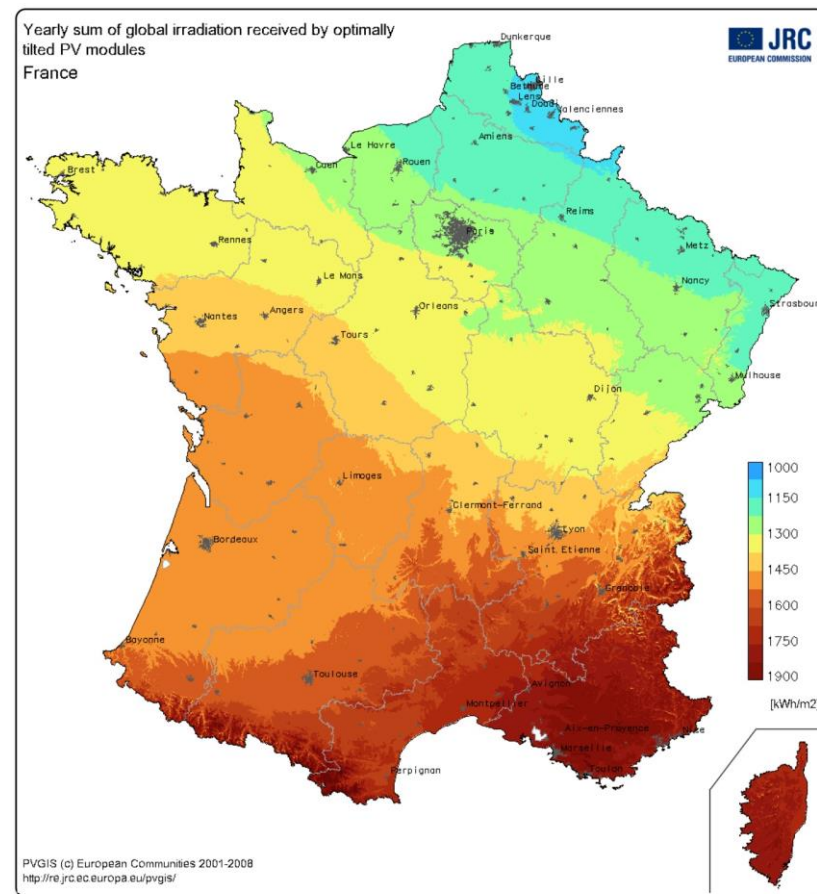 Yearly sum of global irradiation received by optimally
tilted PV modules
France
JRC
EUROPEAN COMMISSION
Dunkerque
Lille
Bethune
Lens
Douai
Valenciennes
Amiens
Le Havre
Rouen
Caen
Brest
Reims
Paris
Metz
Rennes
Nancy
Le Mans
Strasbour
Orleans
Nantes
Angers
Tours
Mulhouse
Dijon
Limoges
Clermont-Ferrand
Lyon
Bordeaux
Saint Etienne
Grenoble
Bayonne
Toulouse
Avignon
Montpellier
Aix-en-Provence
Nice
Marseille
Toulon
Perpignan
1000
1150
1300
1450
1600
1750
1900
[kWh/m2]
PVGIS (c) European Communities 2001-2008
http://re.jrc.ec.europa.eu/pvgis/